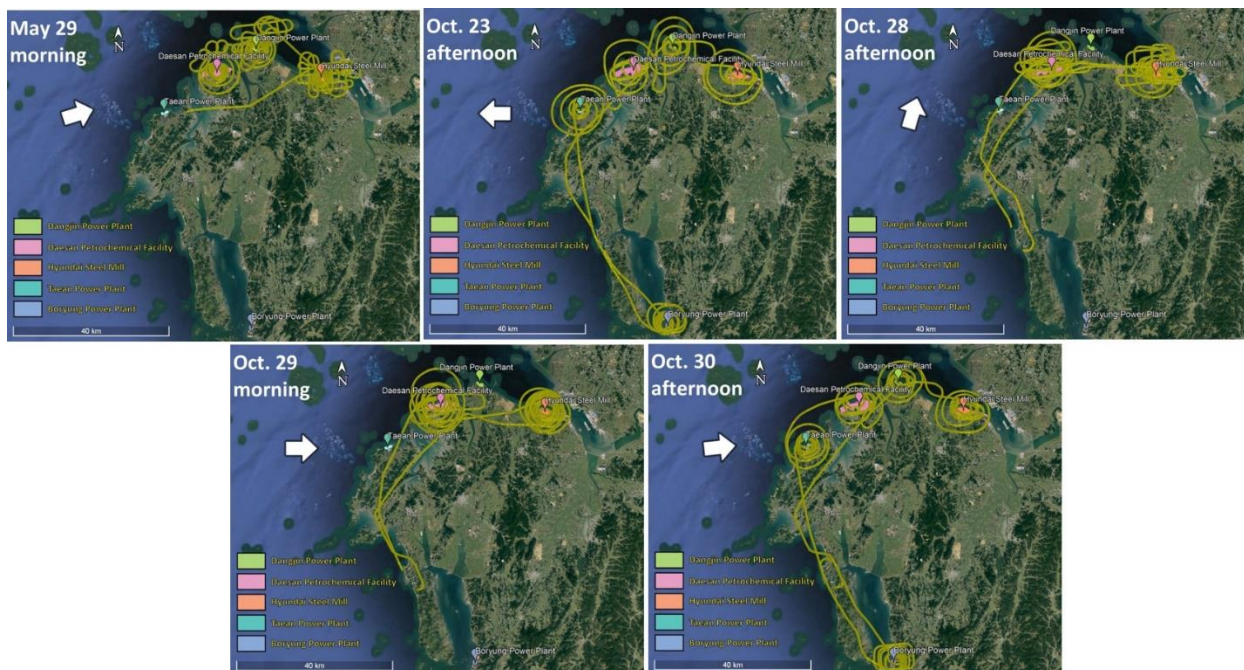 May 29
morning
N
Dangjin Power Plant
Daesan Petrochemical Facility
Hyundai Steel Mill
Taean Power Plant
Dangjin Power Plant
Daesan Petrochemical Facility
Hyundai Steel Mill
Taean Power Plant
Boryung Power Plant
Boryung Power Plant
40 km
Oct. 23
afternoon
N
Dangjin Power Plant
Daesan Petrochemical Facility
Hyundai Steel Mill
Taean Power Plant
Dangjin Power Plant
Daesan Petrochemical Facility
Hyundai Steel Mill
Taean Power Plant
Boryung Power Plant
Boryung Power Plant
40 km
Oct. 28
afternoon
N
Dangjin Power Plant
Daesan Petrochemical Facility
Hyundai Steel Mill
Taean Power Plant
Dangjin Power Plant
Daesan Petrochemical Facility
Hyundai Steel Mill
Taean Power Plant
Boryung Power Plant
Boryung Power Plant
40 km
Oct. 29
morning
N
Dangjin Power Plant
Daesan Petrochemical Facility
Hyundai Steel Mill
Taean Power Plant
Dangjin Power Plant
Daesan Petrochemical Facility
Hyundai Steel Mill
Taean Power Plant
Boryung Power Plant
Boryung Power Plant
40 km
Oct. 30
afternoon
N
Dangjin Power Plant
Daesan Petrochemical Facility
Hyundai Steel Mill
Taean Power Plant
Dangjin Power Plant
Daesan Petrochemical Facility
Hyundai Steel Mill
Taean Power Plant
Boryung Power Plant
Boryung Power Plant
40 km